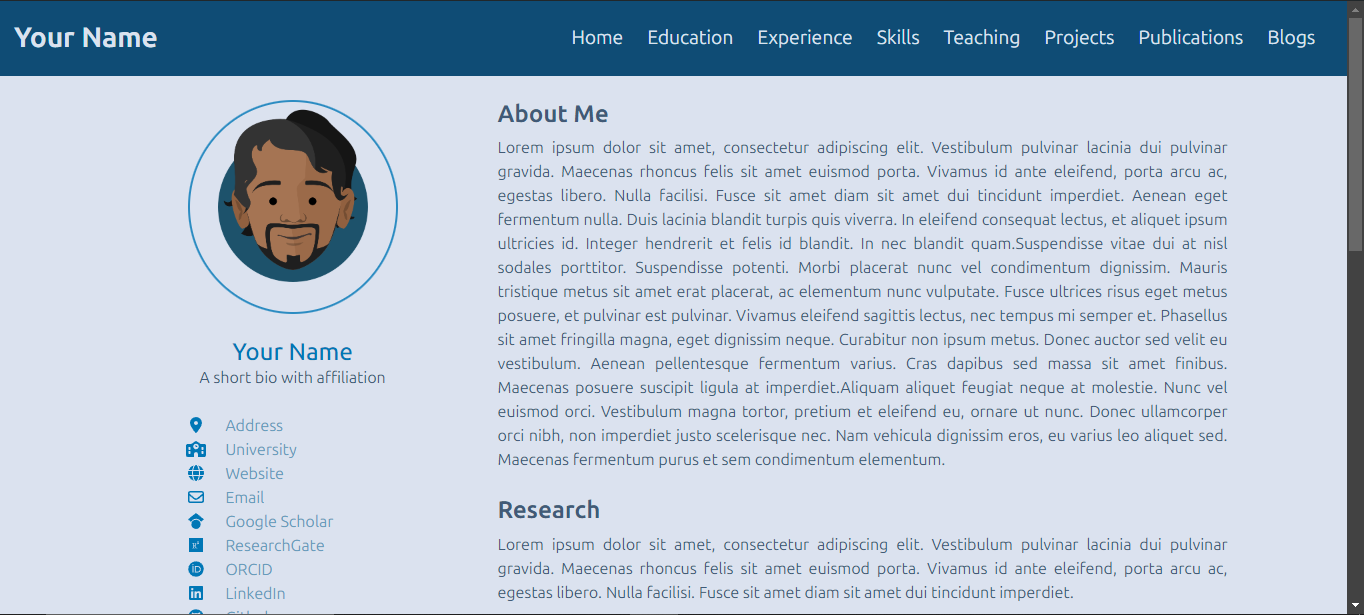 Your Name
Home Education Experience Skills Teaching Projects Publications Blogs
Your Name
A short bio with affiliation
Address
University
Website
Email
Google Scholar
ResearchGate
ORCID
LinkedIn
About Me
Lorem ipsum dolor sit amet, consectetur adipiscing elit. Vestibulum pulvinar lacinia dui pulvinar
gravida. Maecenas rhoncus felis sit amet euismod porta. Vivamus id ante eleifend, porta arcu ac,
egestas libero. Nulla facilisi. Fusce sit amet diam sit amet dui tincidunt imperdiet. Aenean eget
fermentum nulla. Duis lacinia blandit turpis quis viverra. In eleifend consequat lectus, et aliquet ipsum
ultricies id. Integer hendrerit et felis id blandit. In nec blandit quam.Suspendisse vitae dui at nisl
sodales porttitor. Suspendisse potenti. Morbi placerat nunc vel condimentum dignissim. Mauris
tristique metus sit amet erat placerat, ac elementum nunc vulputate. Fusce ultrices risus eget metus
posuere, et pulvinar est pulvinar. Vivamus eleifend sagittis lectus, nec tempus mi semper et. Phasellus
sit amet fringilla magna, eget dignissim neque. Curabitur non ipsum metus. Donec auctor sed velit eu
vestibulum. Aenean pellentesque fermentum varius. Cras dapibus sed massa sit amet finibus.
Maecenas posuere suscipit ligula at imperdiet.Aliquam aliquet feugiat neque at molestie. Nunc vel
euismod orci. Vestibulum magna tortor, pretium et eleifend eu, ornare ut nunc. Donec ullamcorper
orci nibh, non imperdiet justo scelerisque nec. Nam vehicula dignissim eros, eu varius leo aliquet sed.
Maecenas fermentum purus et sem condimentum elementum.
Research
Lorem ipsum dolor sit amet, consectetur adipiscing elit. Vestibulum pulvinar lacinia dui pulvinar
gravida. Maecenas rhoncus felis sit amet euismod porta. Vivamus id ante eleifend, porta arcu ac,
egestas libero. Nulla facilisi. Fusce sit amet diam sit amet dui tincidunt imperdiet.